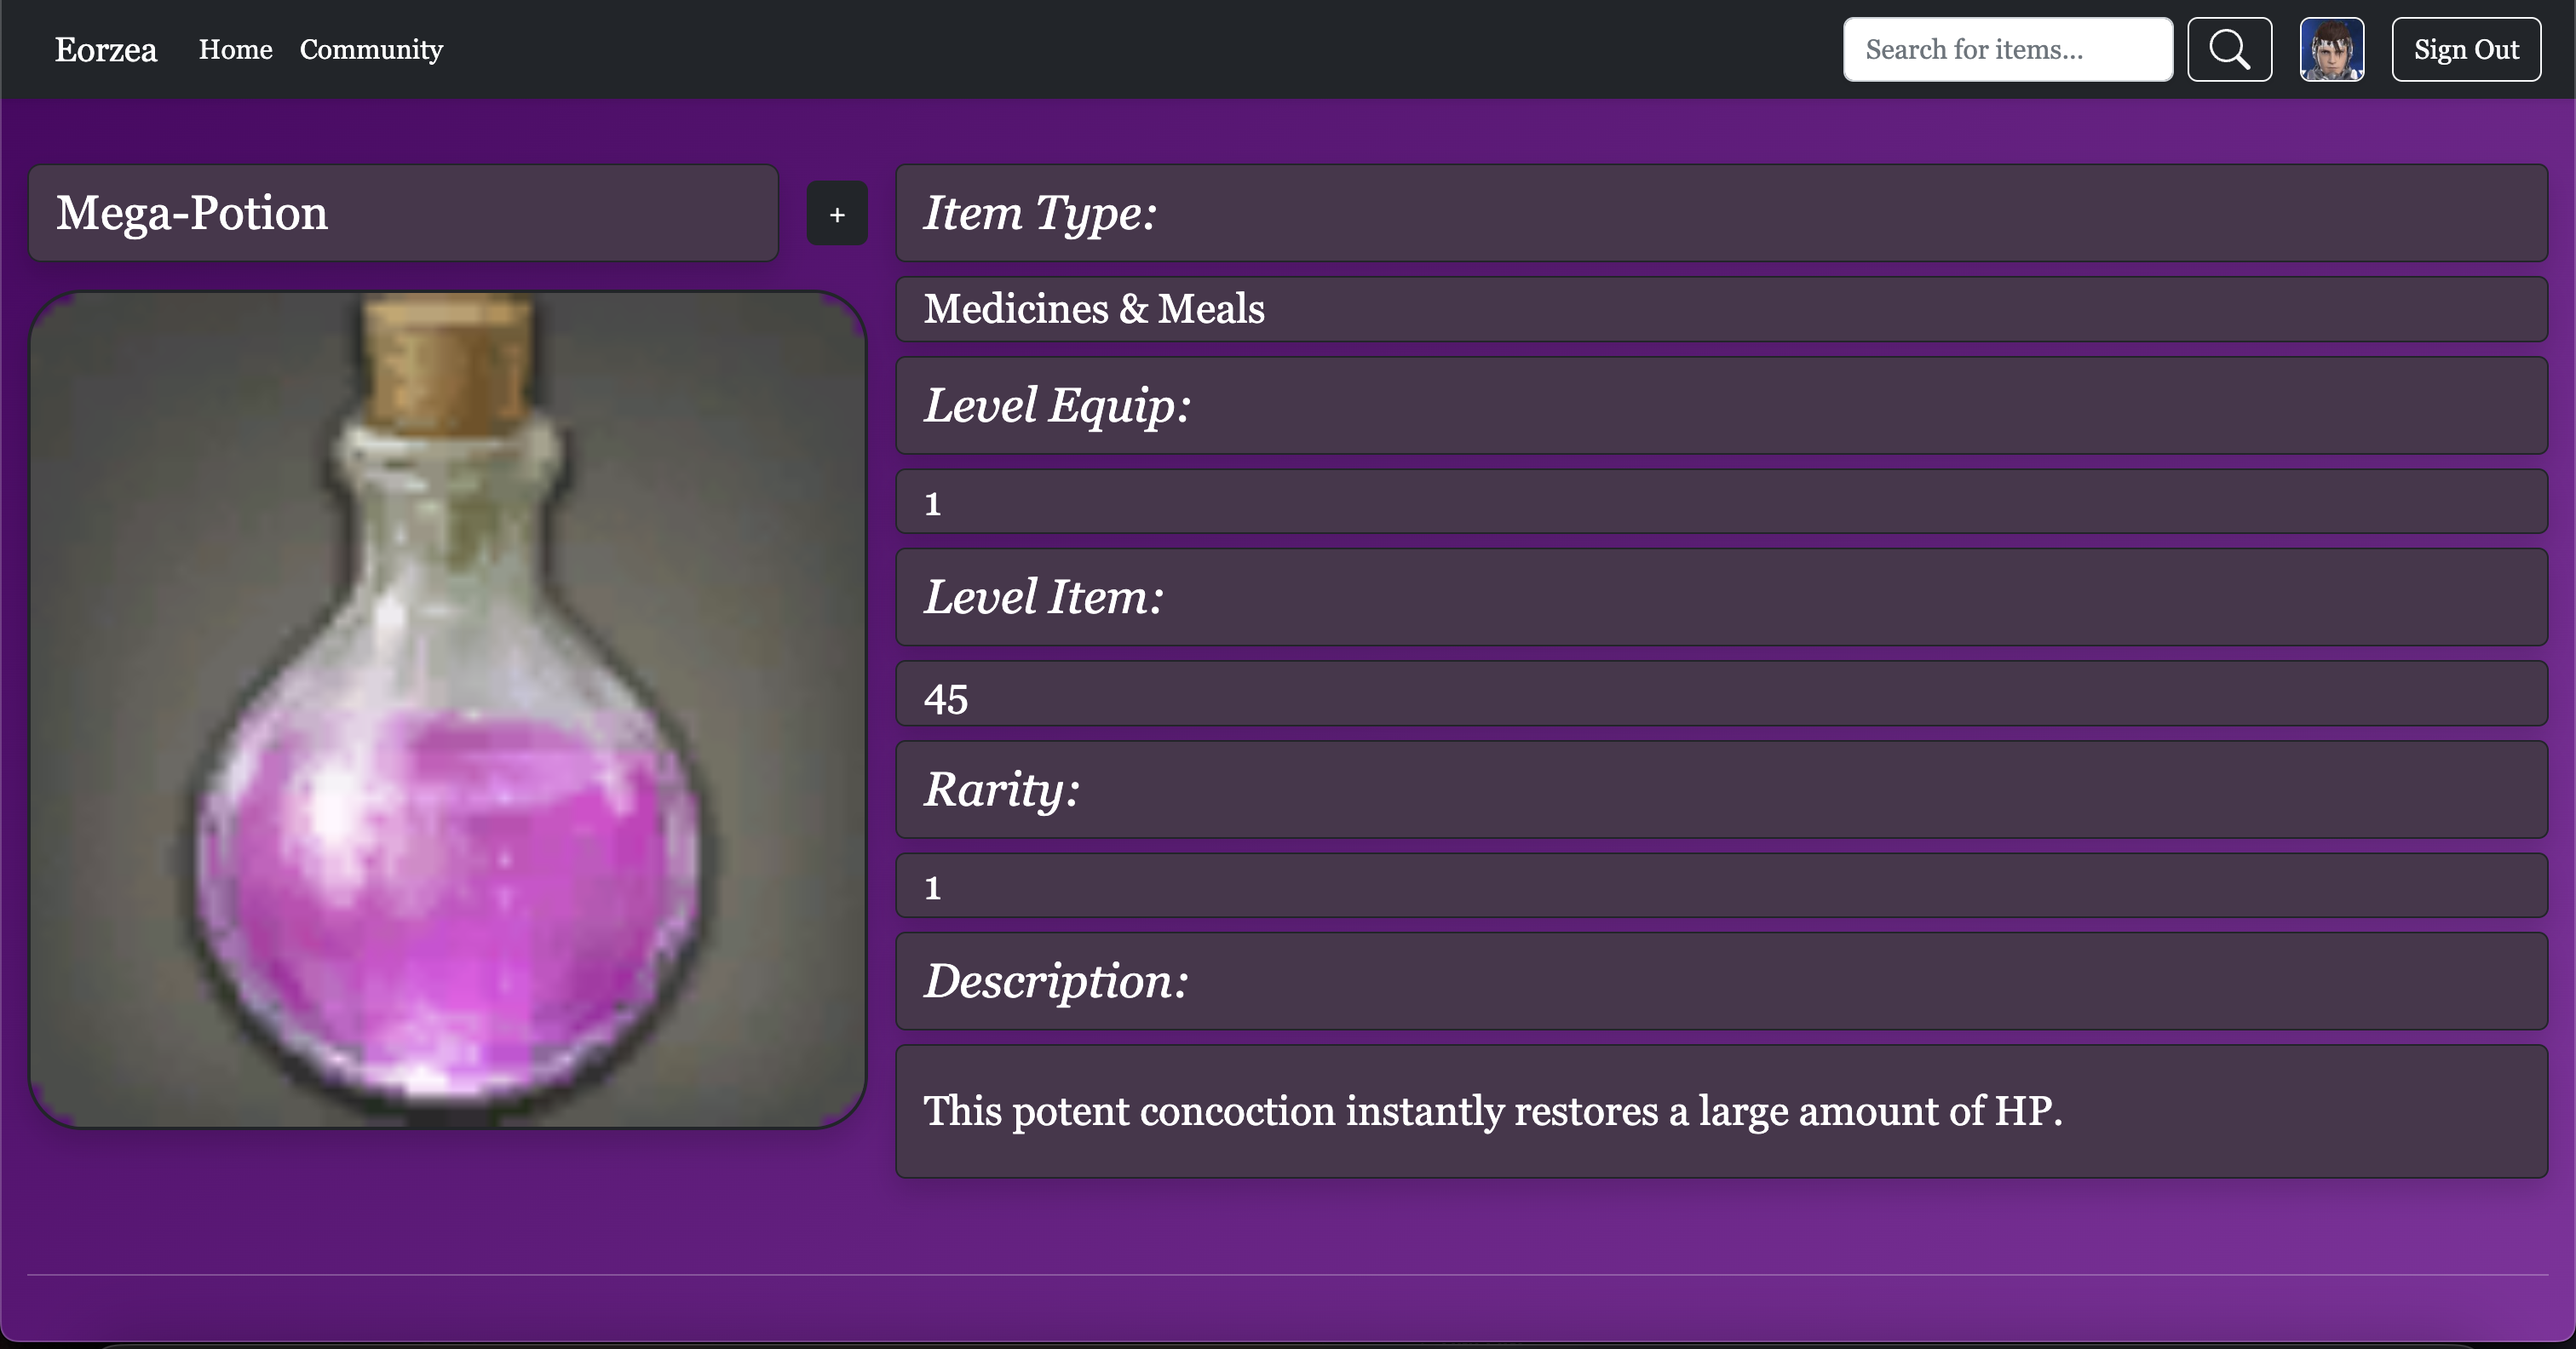 Eorzea Home Community Search for items... Sign Out
Mega-Potion
+
Item Type:
Medicines & Meals
Level Equip:
1
Level Item:
45
Rarity:
1
Description:
This potent concoction instantly restores a large amount of HP.